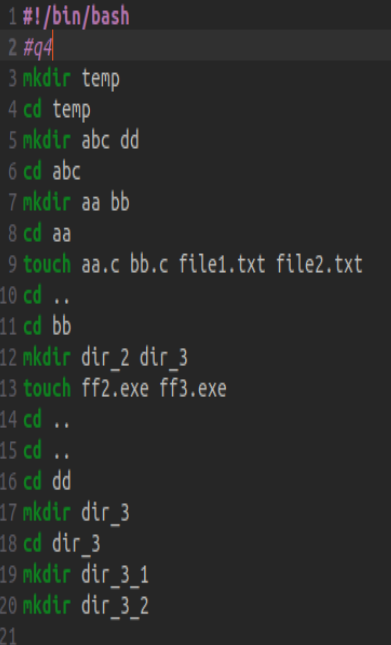 1 #!/bin/bash
2 #q4
3 mkdir temp
4 cd temp
5 mkdir abc dd
6 cd abc
7 mkdir aa bb
8 cd aa
9 touch aa.c bb.c file1.txt file2.txt
10 cd ..
11 cd bb
12 mkdir dir_2 dir_3
13 touch ff2.exe ff3.exe
14 cd ..
15 cd ..
16 cd dd
17 mkdir dir_3
18 cd dir_3
19 mkdir dir_3_1
20 mkdir dir_3_2
21